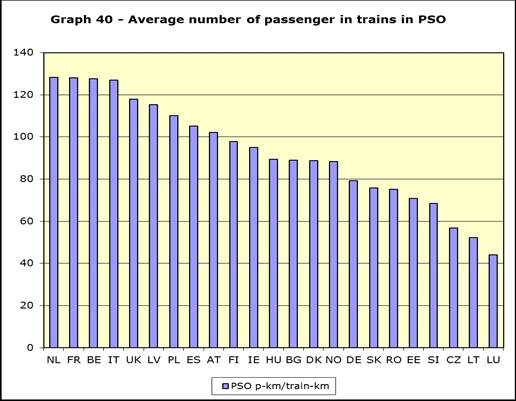 Graph 40 - Average number of passenger in trains in PSO
140
120
100
80
60
40
20
0
NL FR BE IT UK LV PL ES AT FI IE HU BG DK NO DE SK RO EE SI CZ LT LU
PSO p-km/train-km